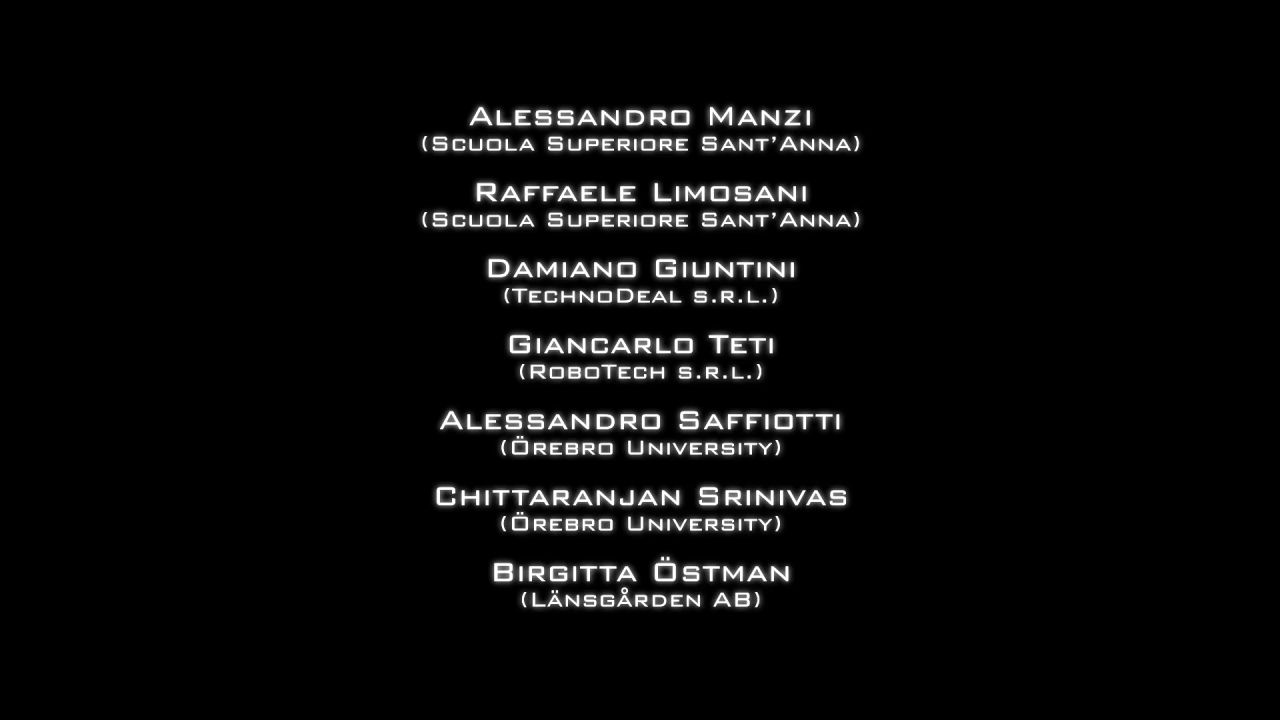 Alessandro Manzi
(Scuola Superiore Sant'Anna)
Raffaele Limosani
(Scuola Superiore Sant'Anna)
Damiano Giuntini
(TechnoDeal s.r.l.)
Giancarlo Teti
(RoboTech s.r.l.)
Alessandro Saffiotti
(Örebro University)
Chittaranjan Srinivas
(Örebro University)
Birgitta Östman
(Länsgården AB)